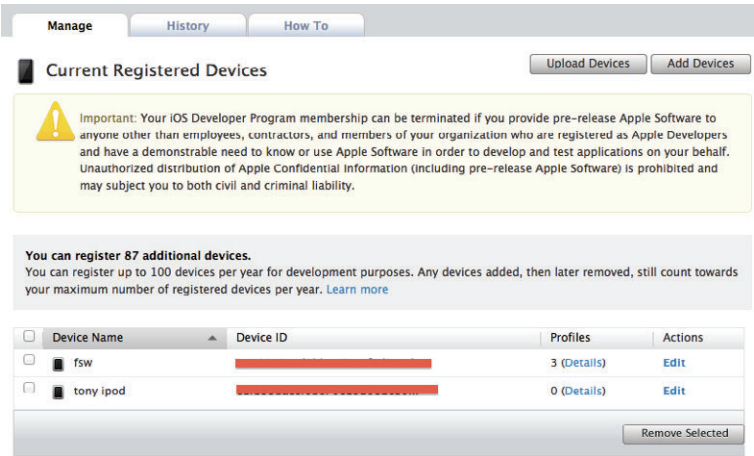 Manage History How To
Current Registered Devices Upload Devices Add Devices
Important: Your iOS Developer Program membership can be terminated if you provide pre-release Apple Software to
anyone other than employees, contractors, and members of your organization who are registered as Apple Developers
and have a demonstrable need to know or use Apple Software in order to develop and test applications on your behalf.
Unauthorized distribution of Apple Confidential Information (including pre-release Apple Software) is prohibited and
may subject you to both civil and criminal liability.
You can register 87 additional devices.
You can register up to 100 devices per year for development purposes. Any devices added, then later removed, still count towards
your maximum number of registered devices per year. Learn more
Device Name Device ID Profiles Actions
fsw 3 (Details) Edit
tony ipod 0 (Details) Edit
Remove Selected